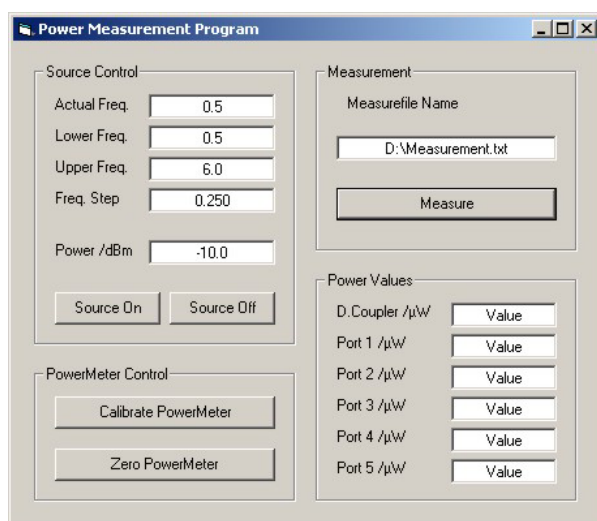 Power Measurement Program
Source Control
Actual Freq. 0.5
Lower Freq. 0.5
Upper Freq. 6.0
Freq. Step 0.250
Power /dBm -10.0
Source On Source Off
PowerMeter Control
Calibrate PowerMeter
Zero PowerMeter
Measurement
Measurefile Name
D:\Measurement.txt
Measure
Power Values
D.Coupler /µW Value
Port 1 /µW Value
Port 2 /µW Value
Port 3 /µW Value
Port 4 /µW Value
Port 5 /µW Value